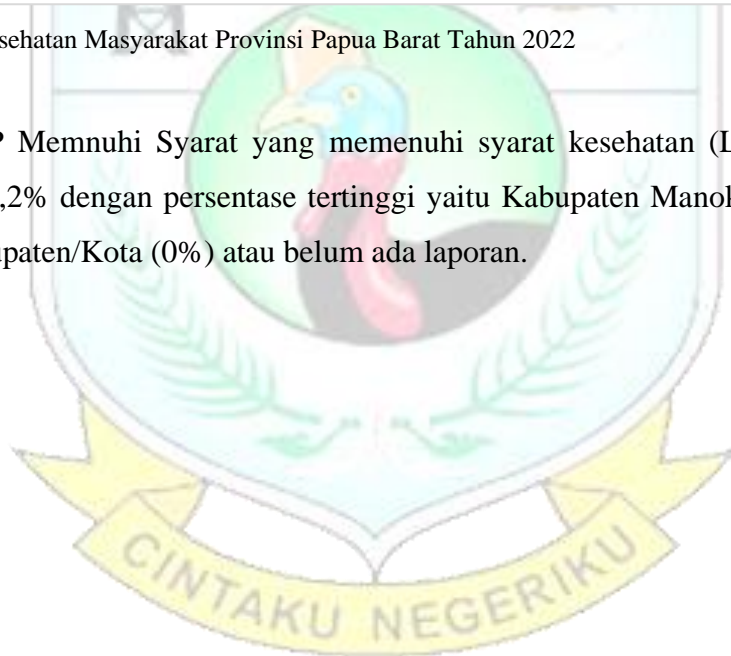 sehatan Masyarakat Provinsi Papua Barat Tahun 2022
Memnuhi Syarat yang memenuhi syarat kesehatan (L
,2% dengan persentase tertinggi yaitu Kabupaten Manok
upaten/Kota (0%) atau belum ada laporan.
CINTAKU NEGERIKU